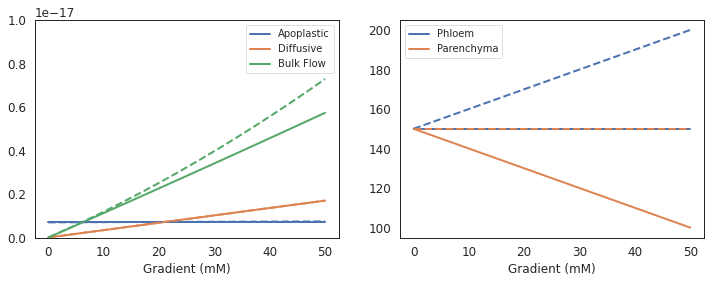 1e−17
1.0
0.8
0.6
0.4
0.2
0.0
Apoplastic
Diffusive
Bulk Flow
0 10 20 30 40 50
Gradient (mM)
200
180
160
140
120
100
Phloem
Parenchyma
0 10 20 30 40 50
Gradient (mM)